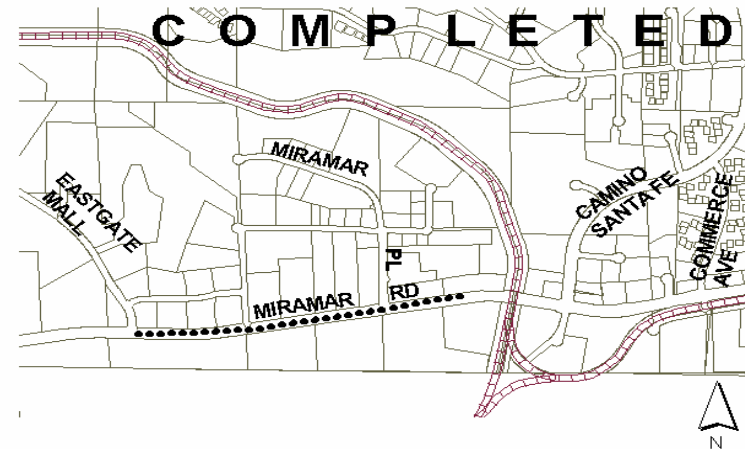 COMPLETED
MIRAMAR
PL
EASTGATE
MALL
CAMINO
SANTA FE
COMMERCE
AVE
MIRAMAR RD
N